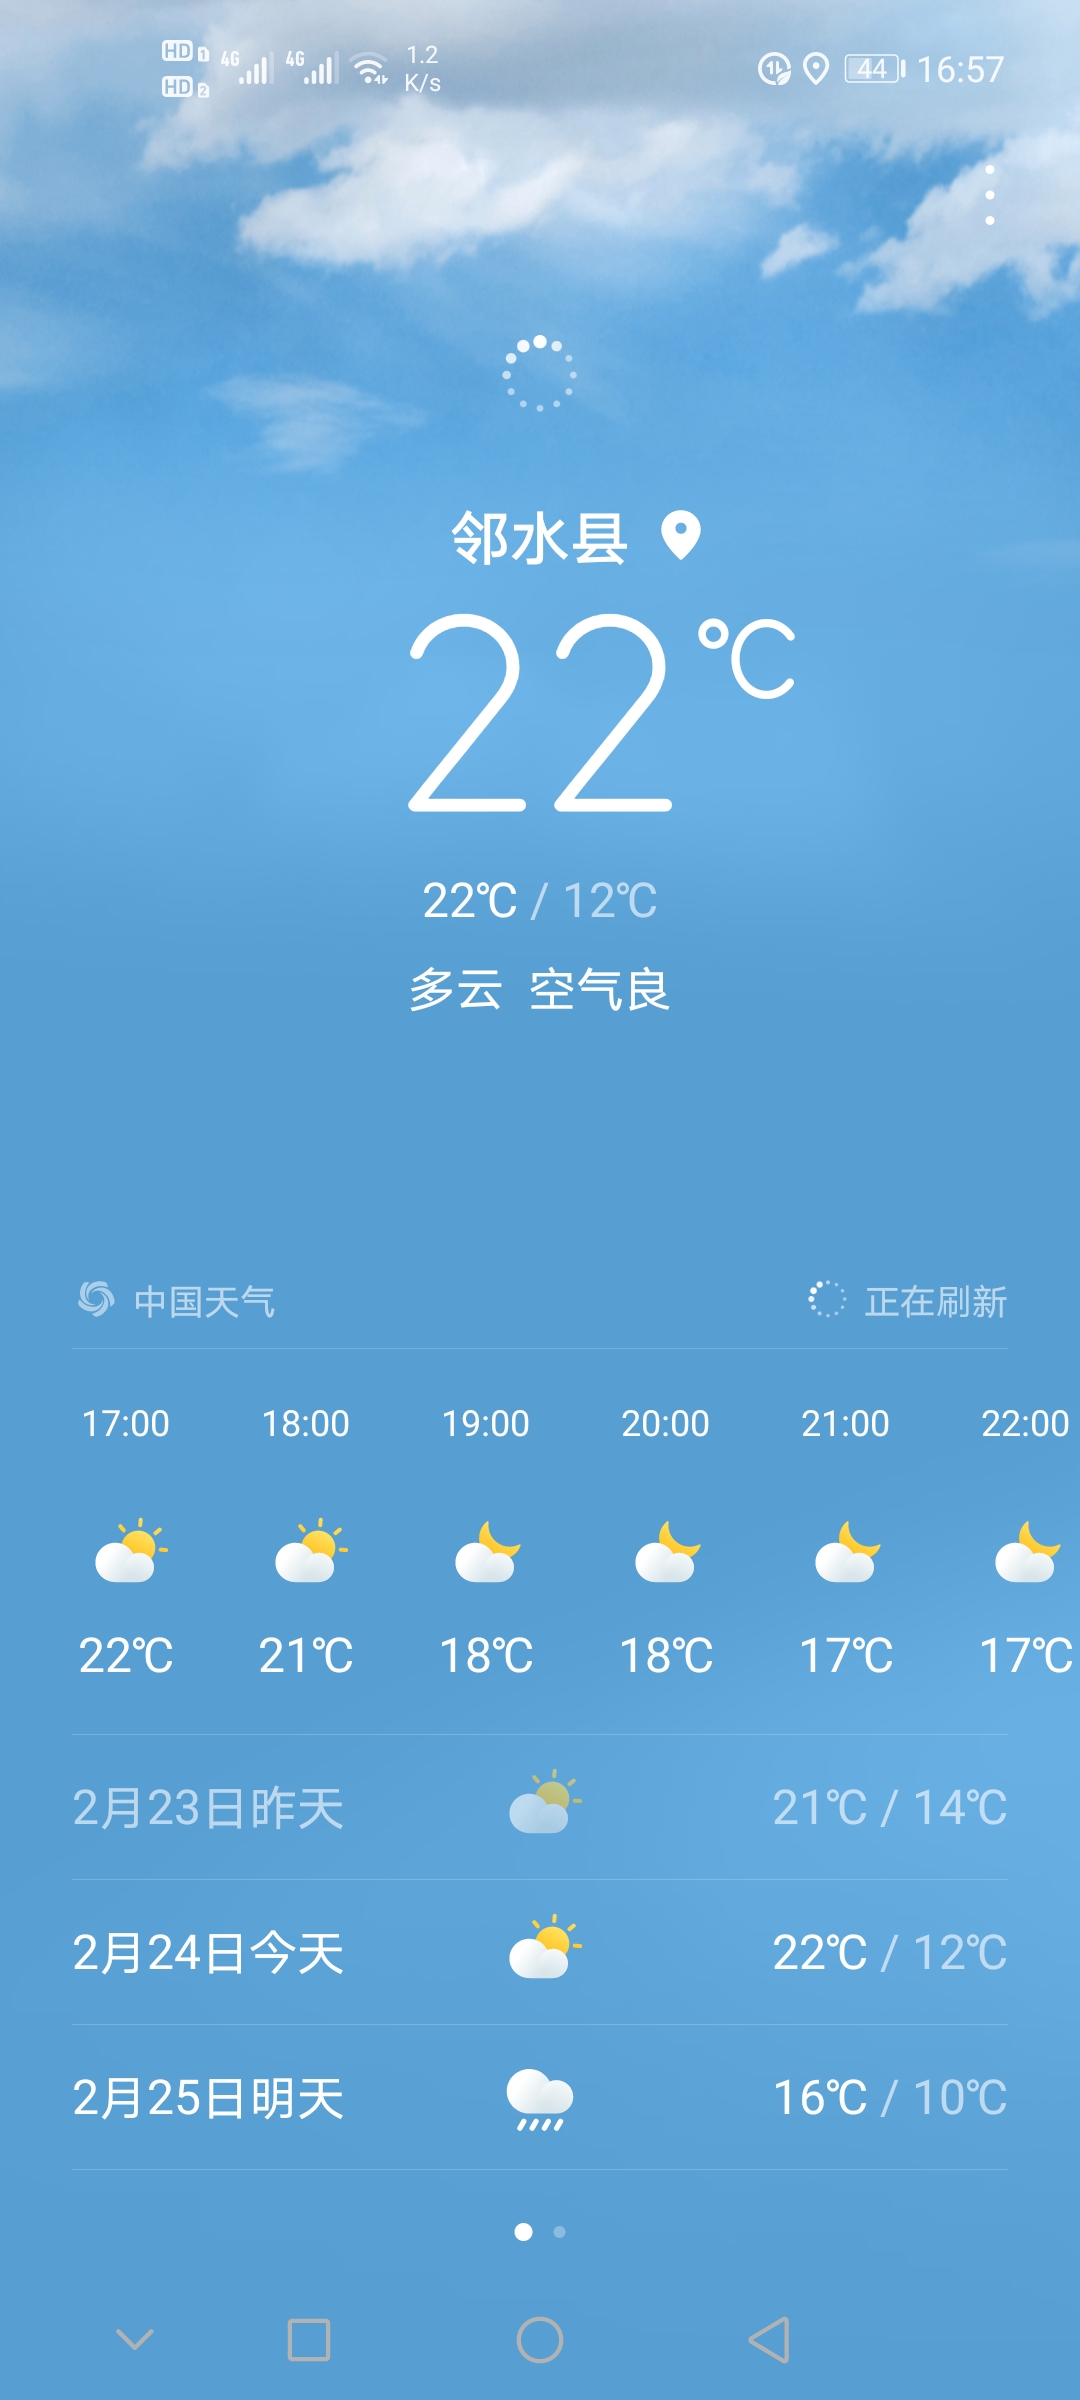 HD 1 4G 4G 1.2 K/s 44 16:57
HD 2
邻水县
22℃
22℃ / 12℃
多云 空气良
中国天气 正在刷新
17:00 18:00 19:00 20:00 21:00 22:00
22℃ 21℃ 18℃ 18℃ 17℃ 17℃
2月23日昨天 21℃ / 14℃
2月24日今天 22℃ / 12℃
2月25日明天 16℃ / 10℃